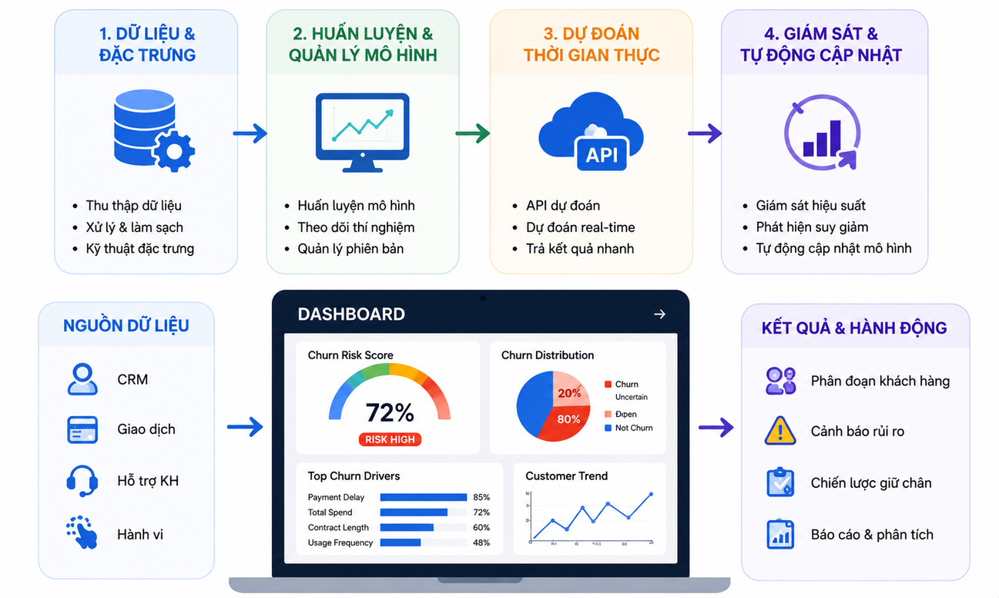 1. DỮ LIỆU &
ĐẶC TRƯNG
Thu thập dữ liệu
Xử lý & làm sạch
Kỹ thuật đặc trưng
2. HUẤN LUYỆN &
QUẢN LÝ MÔ HÌNH
Huấn luyện mô hình
Theo dõi thí nghiệm
Quản lý phiên bản
3. DỰ ĐOÁN
THỜI GIAN THỰC
API
API dự đoán
Dự đoán real-time
Trả kết quả nhanh
4. GIÁM SÁT &
TỰ ĐỘNG CẬP NHẬT
Giám sát hiệu suất
Phát hiện suy giảm
Tự động cập nhật mô hình
NGUỒN DỮ LIỆU
CRM
Giao dịch
Hỗ trợ KH
Hành vi
DASHBOARD
Churn Risk Score
72%
RISK HIGH
Churn Distribution
20%
80%
Churn
Uncertain
Đıpen
Not Churn
Top Churn Drivers
Payment Delay 85%
Total Spend 72%
Contract Length 60%
Usage Frequency 48%
Customer Trend
KẾT QUẢ & HÀNH ĐỘNG
Phân đoạn khách hàng
Cảnh báo rủi ro
Chiến lược giữ chân
Báo cáo & phân tích